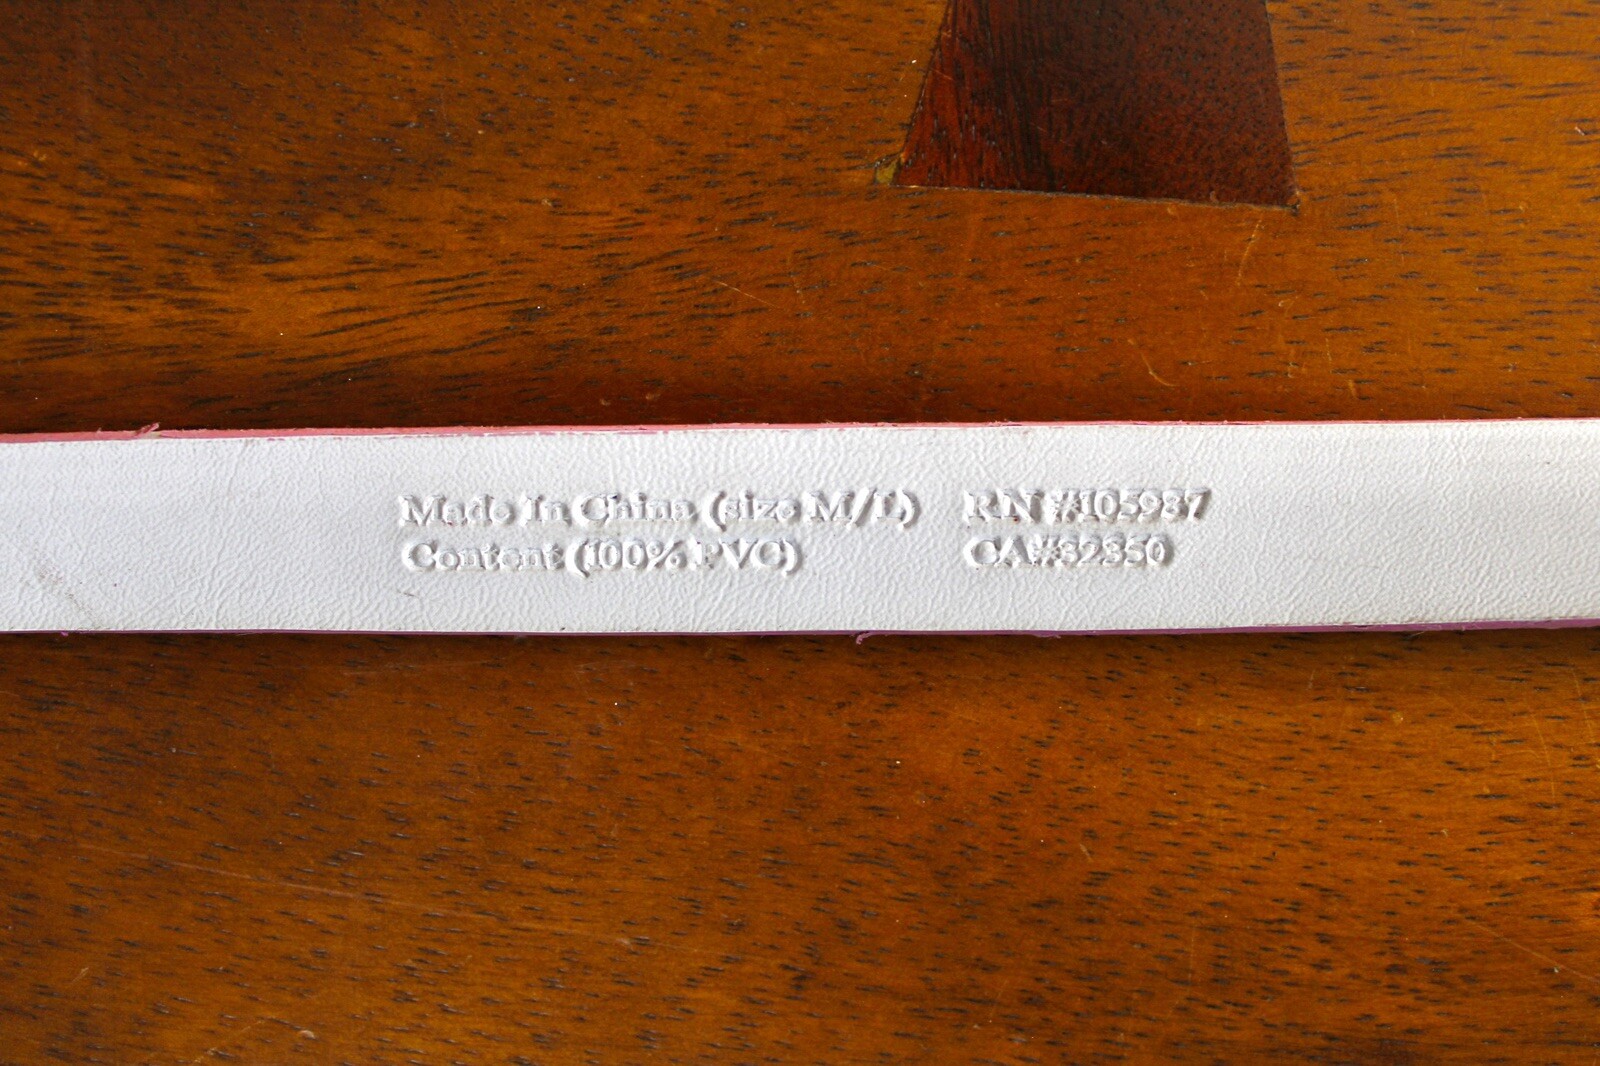 Made In China (size M/L) RN #105987
Content (100% PVC) CA#32350